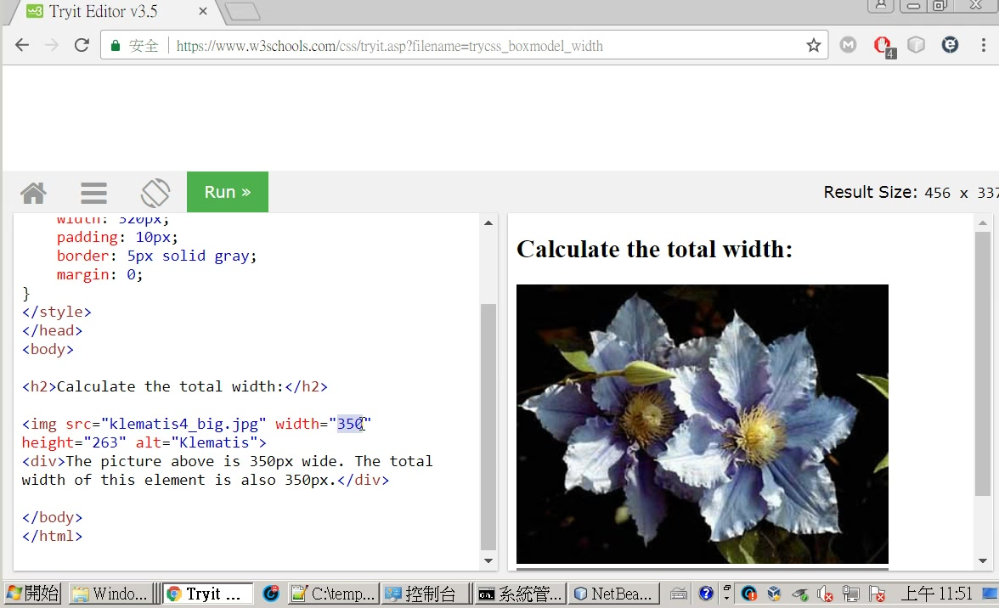 Tryit Editor v3.5
安全 https://www.w3schools.com/css/tryit.asp?filename=trycss_boxmodel_width
4
Run »
Result Size: 456 x 337
width: 320px;
padding: 10px;
border: 5px solid gray;
margin: 0;
}
</style>
</head>
<body>
<h2>Calculate the total width:</h2>
<img src="klematis4_big.jpg" width="350"
height="263" alt="Klematis">
<div>The picture above is 350px wide. The total
width of this element is also 350px.</div>
</body>
</html>
Calculate the total width:
開始 Windo... Tryit ... C:\temp... 控制台 系統管... NetBea... 上午 11:51